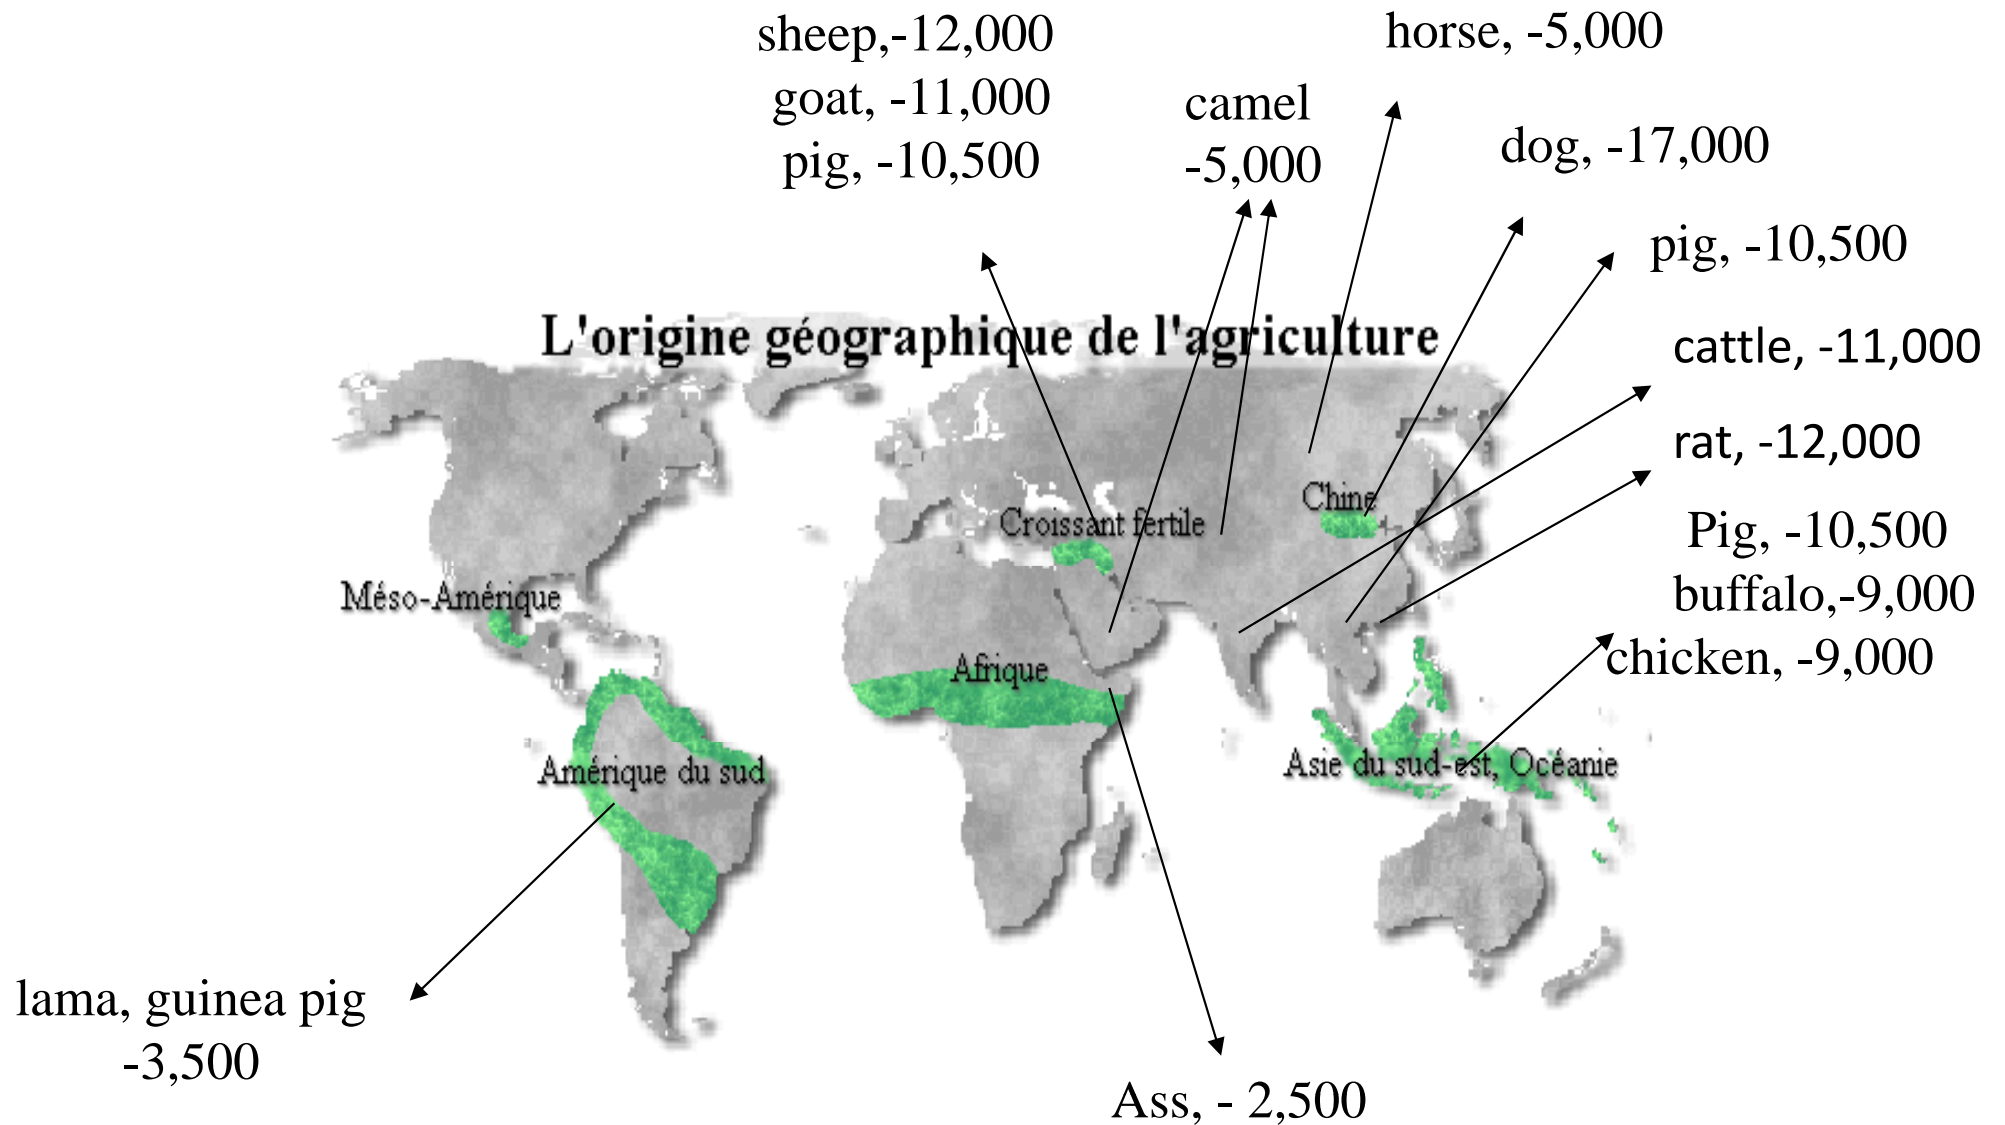 sheep,-12,000
goat, -11,000
pig, -10,500
camel
-5,000
horse, -5,000
dog, -17,000
pig, -10,500
cattle, -11,000
rat, -12,000
Pig, -10,500
buffalo,-9,000
chicken, -9,000
L'origine géographique de l'agriculture
Chine
Croissant fertile
Méso-Amérique
Afrique
Amérique du sud
Asie du sud-est, Océanie
lama, guinea pig
-3,500
Ass, - 2,500